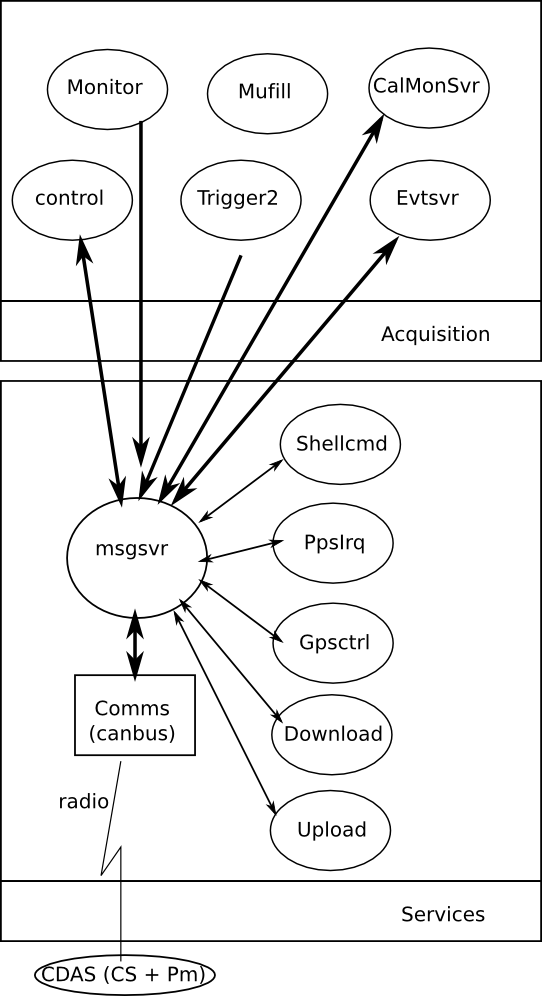 Monitor
Mufill
CalMonSvr
control
Trigger2
Evtsvr
Acquisition
Shellcmd
msgsvr
PpsIrq
Gpsctrl
Comms
(canbus)
Download
radio
Upload
Services
CDAS (CS + Pm)